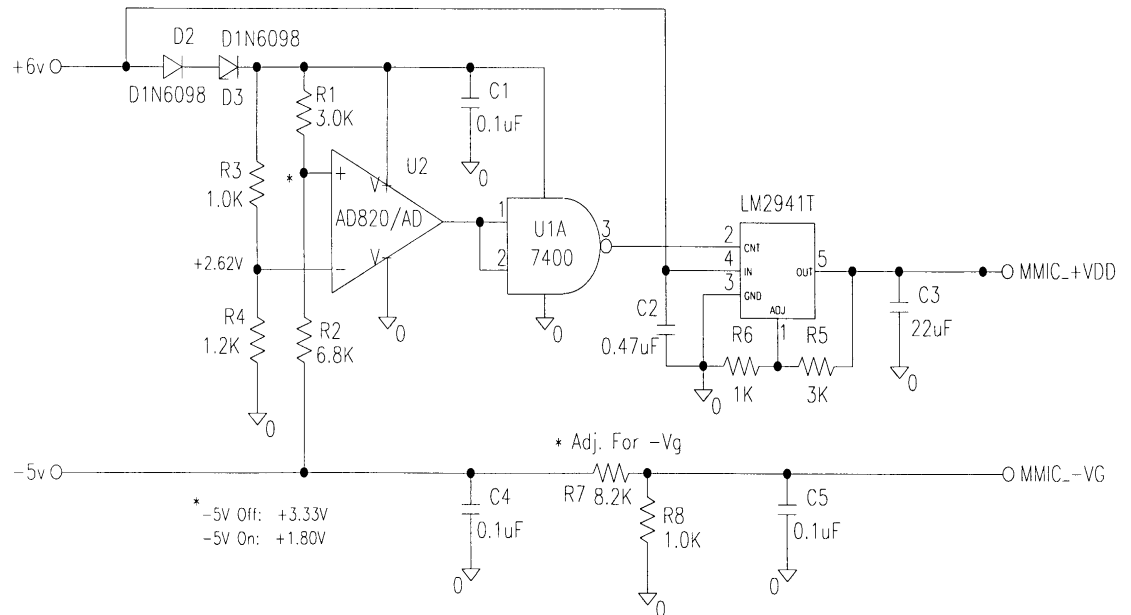 D2
D1N6098
+6v
D1N6098
D3
R1
3.0K
C1
0.1uF
0
U2
R3
1.0K
*
+
V+
AD820/AD
V-
-
+2.62V
1
2
U1A
7400
3
0
0
LM2941T
2
CNT
4
IN
3
GND
OUT
5
ADJ
1
MMIC_+VDD
R4
1.2K
0
R2
6.8K
C2
0.47uF
0
R6
1K
R5
3K
C3
22uF
0
* Adj. For -Vg
-5v
MMIC_-VG
*
-5V Off: +3.33V
-5V On: +1.80V
C4
0.1uF
0
R7
8.2K
R8
1.0K
0
C5
0.1uF
0